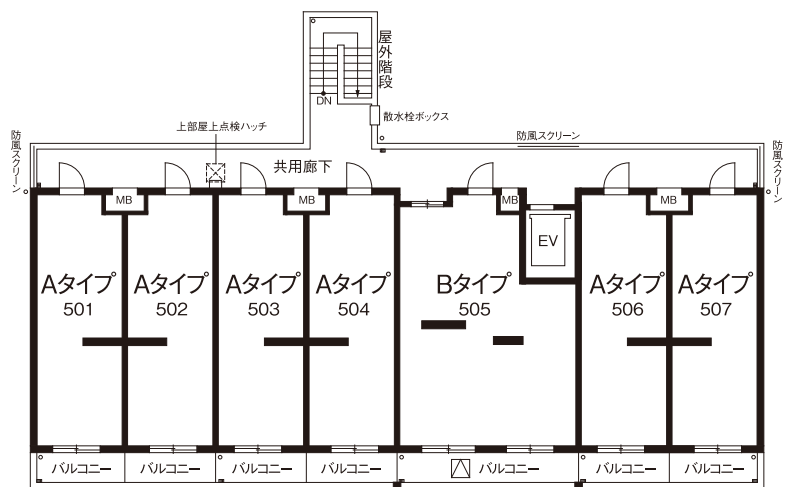 屋外階段
DN
散水栓ボックス
上部屋上点検ハッチ
防風スクリーン
防風スクリーン
防風スクリーン
共用廊下
MB
MB
MB
MB
EV
Aタイプ
501
Aタイプ
502
Aタイプ
503
Aタイプ
504
Bタイプ
505
Aタイプ
506
Aタイプ
507
バルコニー
バルコニー
バルコニー
バルコニー
バルコニー
バルコニー
バルコニー